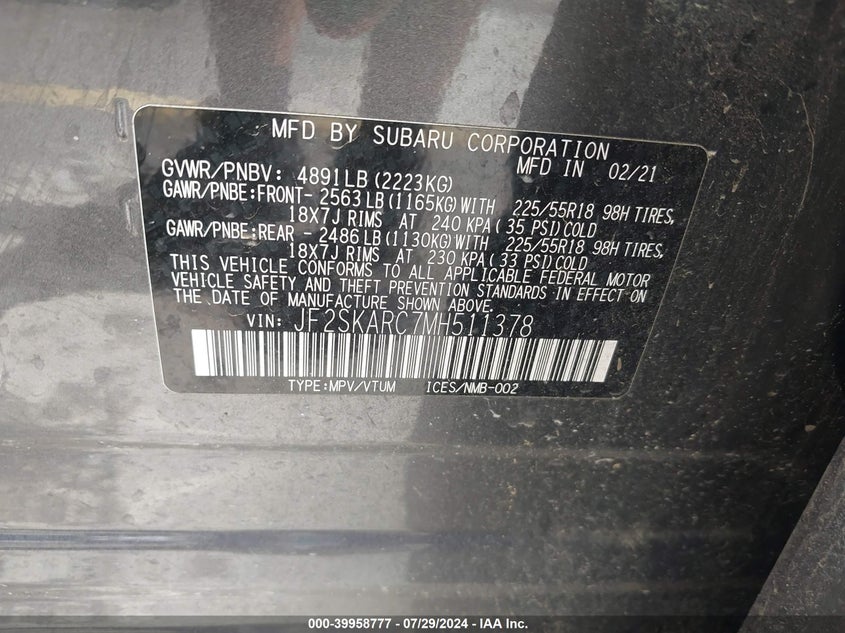 MFD BY SUBARU CORPORATION
GVWR/PNBV: 4891LB (2223KG) MFD IN 02/21
GAWR/PNBE:FRONT- 2563 LB (1165KG) WITH 225/55R18 98H TIRES,
18X7J RIMS AT 240 KPA ( 35 PSI) COLD
GAWR/PNBE:REAR - 2486 LB (1130KG) WITH 225/55R18 98H TIRES,
18X7J RIMS AT 230 KPA ( 33 PSI) COLD
THIS VEHICLE CONFORMS TO ALL APPLICABLE FEDERAL MOTOR
VEHICLE SAFETY AND THEFT PREVENTION STANDARDS IN EFFECT ON
THE DATE OF MANUFACTURE SHOWN ABOVE.
VIN: JF2SKARC7MH511378
TYPE:MPV/VTUM ICES/NMB-002
000-39958777 - 07/29/2024 - IAA Inc.